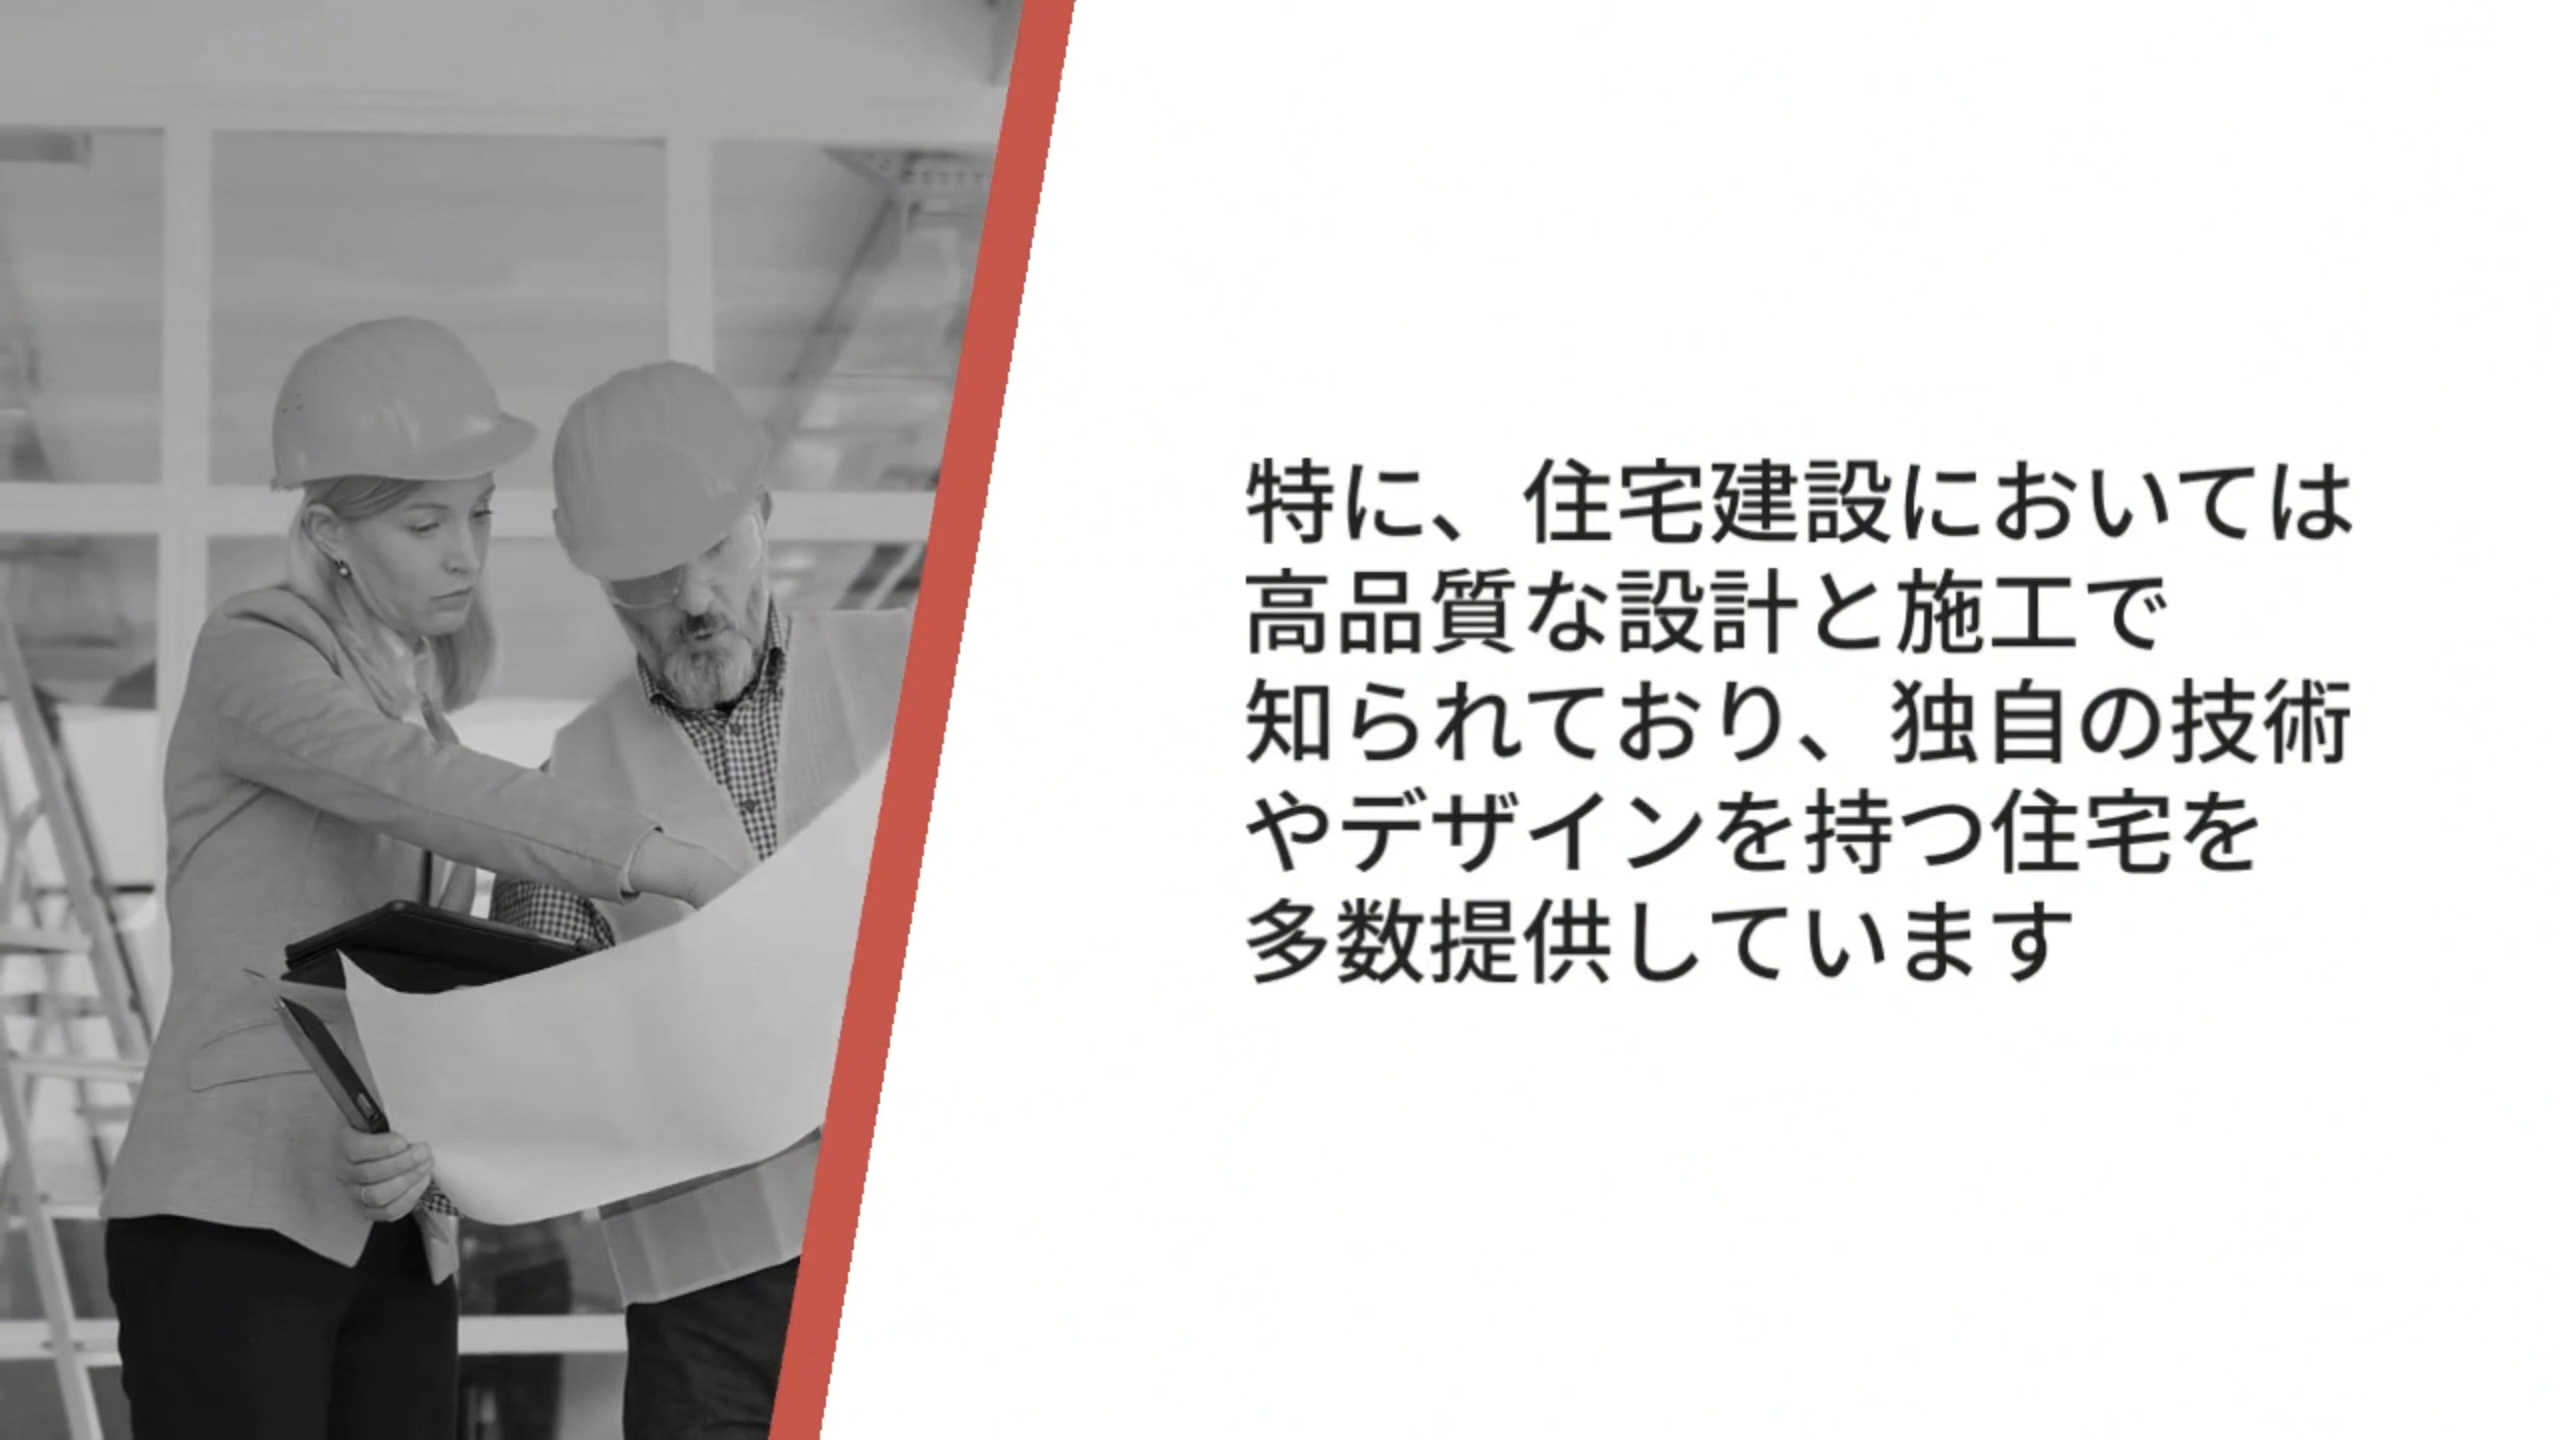 特に、住宅建設においては
高品質な設計と施工で
知られており、独自の技術
やデザインを持つ住宅を
多数提供しています